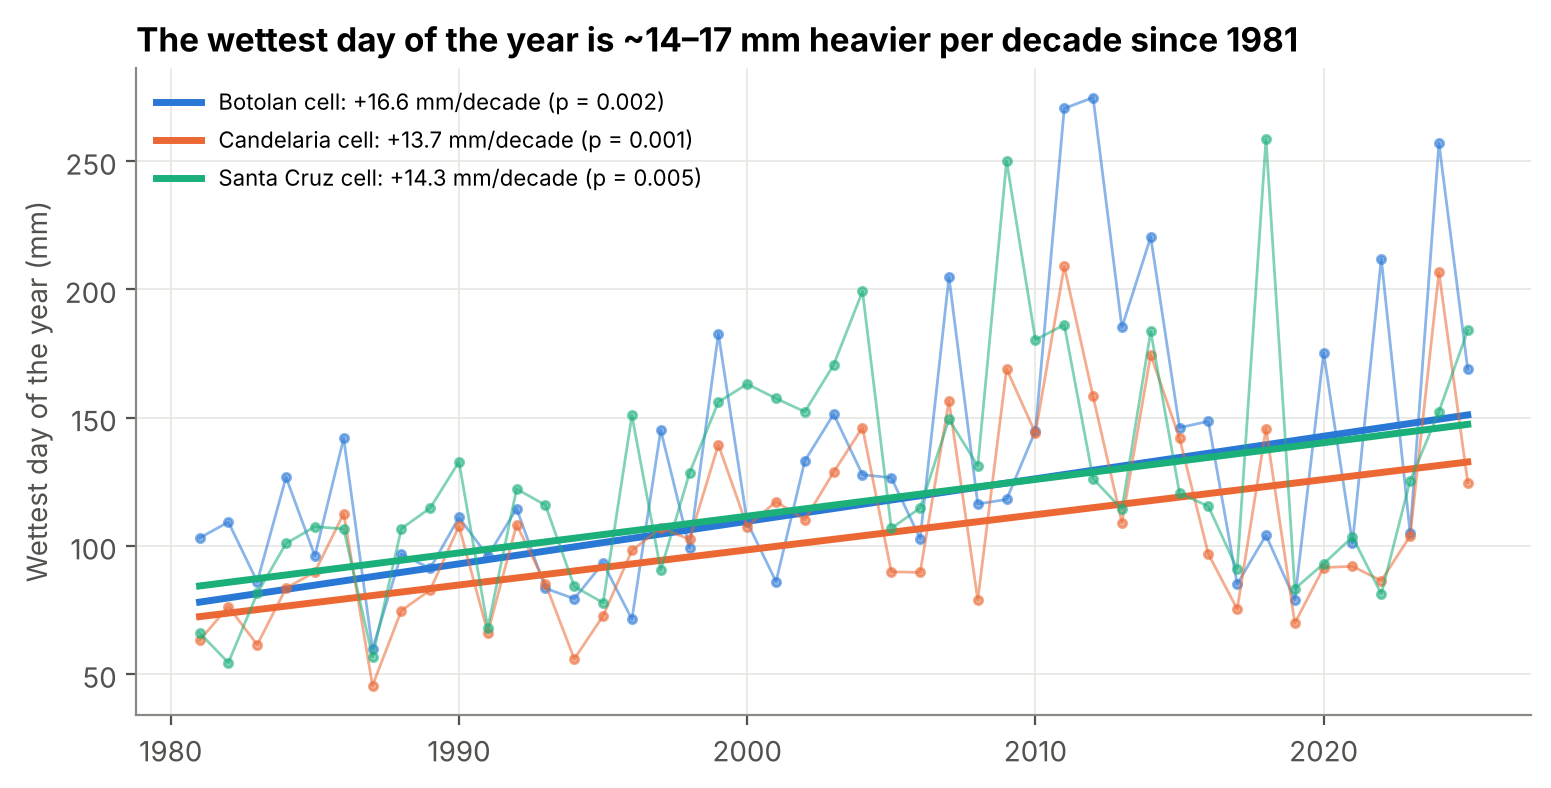 The wettest day of the year is ~14–17 mm heavier per decade since 1981
Botolan cell: +16.6 mm/decade (p = 0.002)
Candelaria cell: +13.7 mm/decade (p = 0.001)
Santa Cruz cell: +14.3 mm/decade (p = 0.005)
Wettest day of the year (mm)
250
200
150
100
50
1980
1990
2000
2010
2020